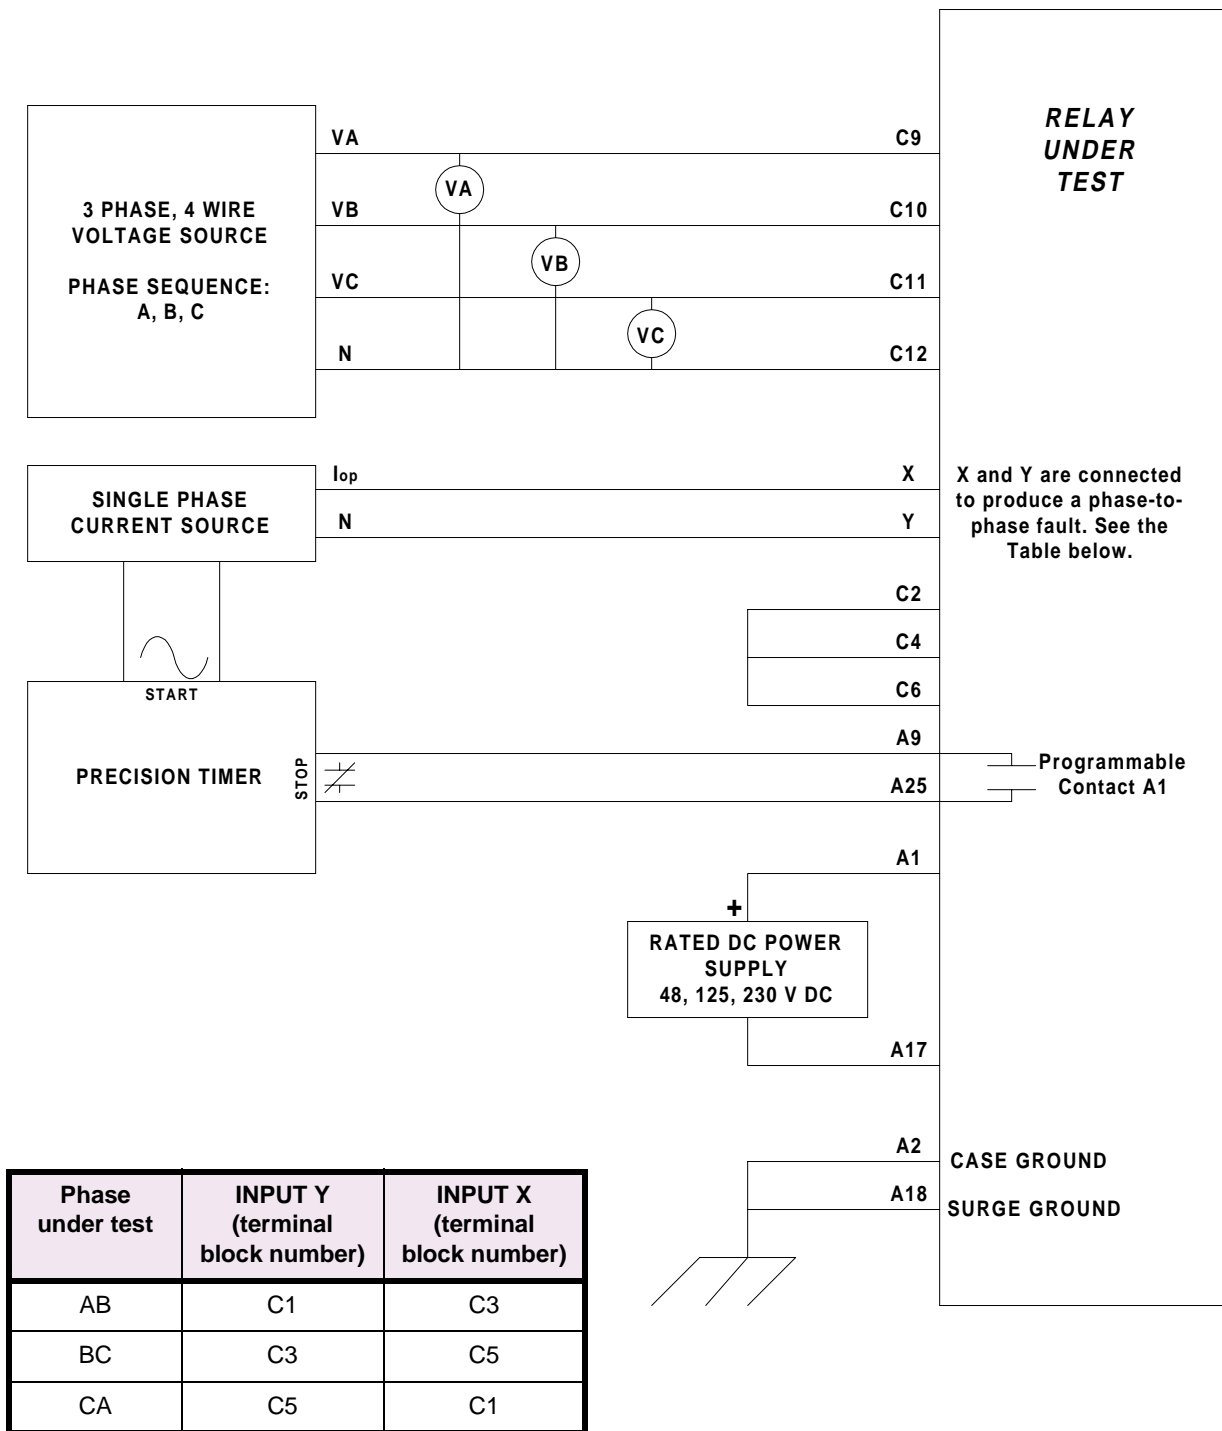 RELAY
UNDER
TEST
3 PHASE, 4 WIRE
VOLTAGE SOURCE
PHASE SEQUENCE:
A, B, C
VA
C9
VA
VB
C10
VB
VC
C11
VC
N
C12
SINGLE PHASE
CURRENT SOURCE
Iop
X
N
Y
X and Y are connected
to produce a phase-to-
phase fault. See the
Table below.
C2
C4
C6
START
PRECISION TIMER
STOP
A9
A25
Programmable
Contact A1
A1
+
RATED DC POWER
SUPPLY
48, 125, 230 V DC
A17
A2
CASE GROUND
A18
SURGE GROUND
Phase
under test
INPUT Y
(terminal
block number)
INPUT X
(terminal
block number)
AB C1 C3
BC C3 C5
CA C5 C1